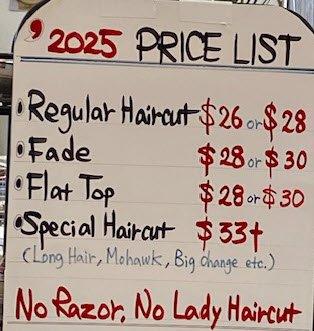 '2025 PRICE LIST
• Regular Haircut $26 or $28
• Fade $28 or $30
• Flat Top $28 or $30
• Special Haircut $33†
(Long Hair, Mohawk, Big change etc.)
No Razor, No Lady Haircut